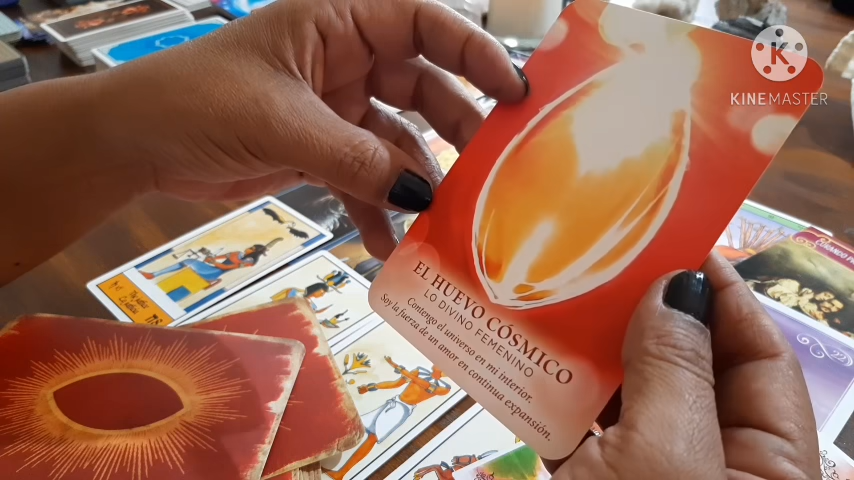 K
KINEMASTER
EL HUEVO CÓSMICO
LO DIVINO FEMENINO
Contengo el universo en mi interior.
Soy la fuerza de un amor en continua expansión.